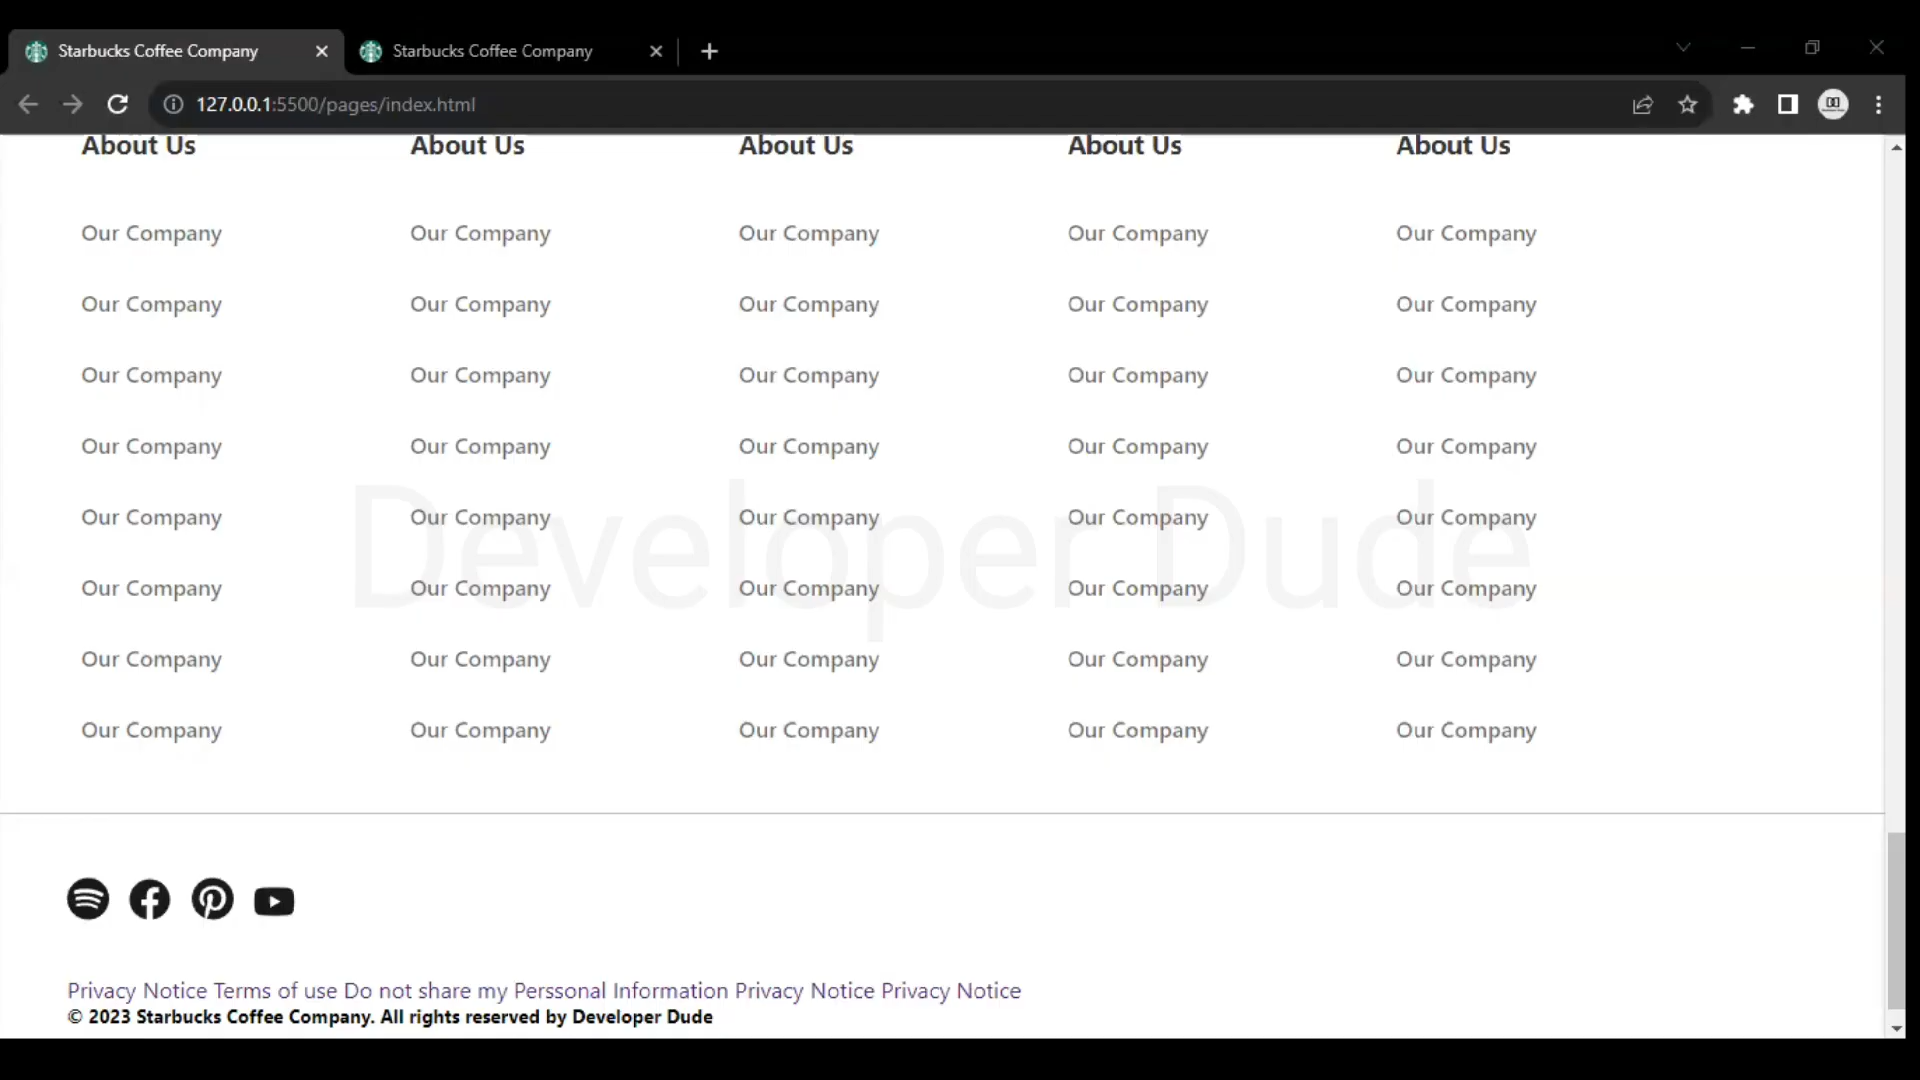 Starbucks Coffee Company
Starbucks Coffee Company
127.0.0.1:5500/pages/index.html
About Us About Us About Us About Us About Us
Our Company Our Company Our Company Our Company Our Company
Our Company Our Company Our Company Our Company Our Company
Our Company Our Company Our Company Our Company Our Company
Our Company Our Company Our Company Our Company Our Company
Our Company Our Company Our Company Our Company Our Company
Developer Dude
Our Company Our Company Our Company Our Company Our Company
Our Company Our Company Our Company Our Company Our Company
Our Company Our Company Our Company Our Company Our Company
Privacy Notice Terms of use Do not share my Perssonal Information Privacy Notice Privacy Notice
© 2023 Starbucks Coffee Company. All rights reserved by Developer Dude